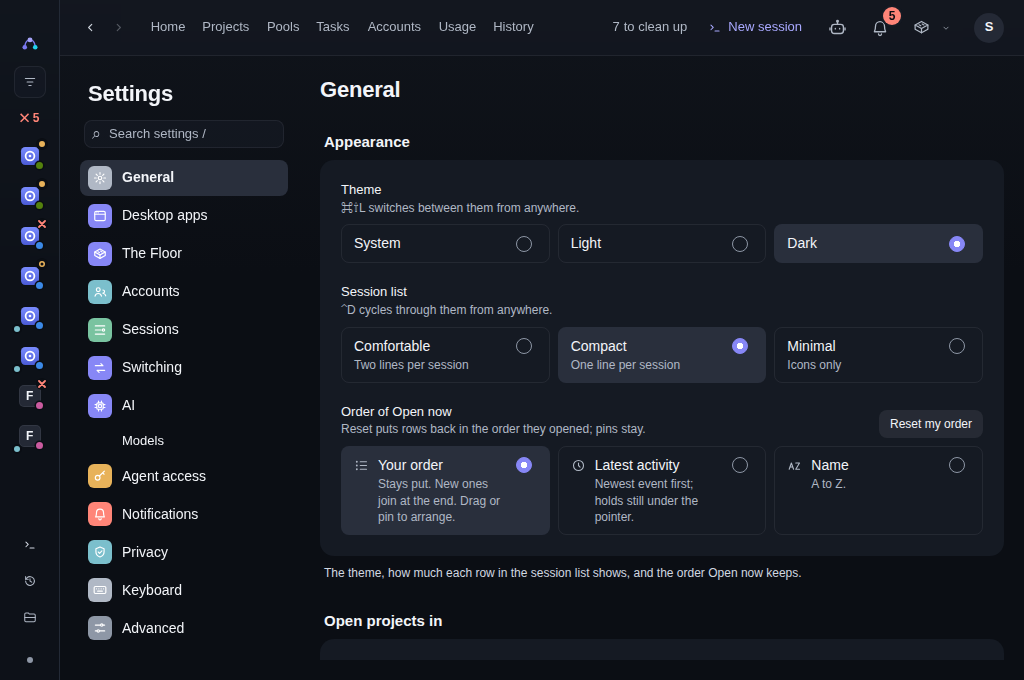 Home Projects Pools Tasks Accounts Usage History 7 to clean up New session 5 S
5
F
F
Settings
Search settings /
General
Desktop apps
The Floor
Accounts
Sessions
Switching
AI
Models
Agent access
Notifications
Privacy
Keyboard
Advanced
General
Appearance
Theme
⌘⇧L switches between them from anywhere.
System Light Dark
Session list
^D cycles through them from anywhere.
Comfortable Compact Minimal
Two lines per session One line per session Icons only
Order of Open now
Reset puts rows back in the order they opened; pins stay.
Reset my order
Your order
Stays put. New ones
join at the end. Drag or
pin to arrange.
Latest activity
Newest event first;
holds still under the
pointer.
AZ Name
A to Z.
The theme, how much each row in the session list shows, and the order Open now keeps.
Open projects in